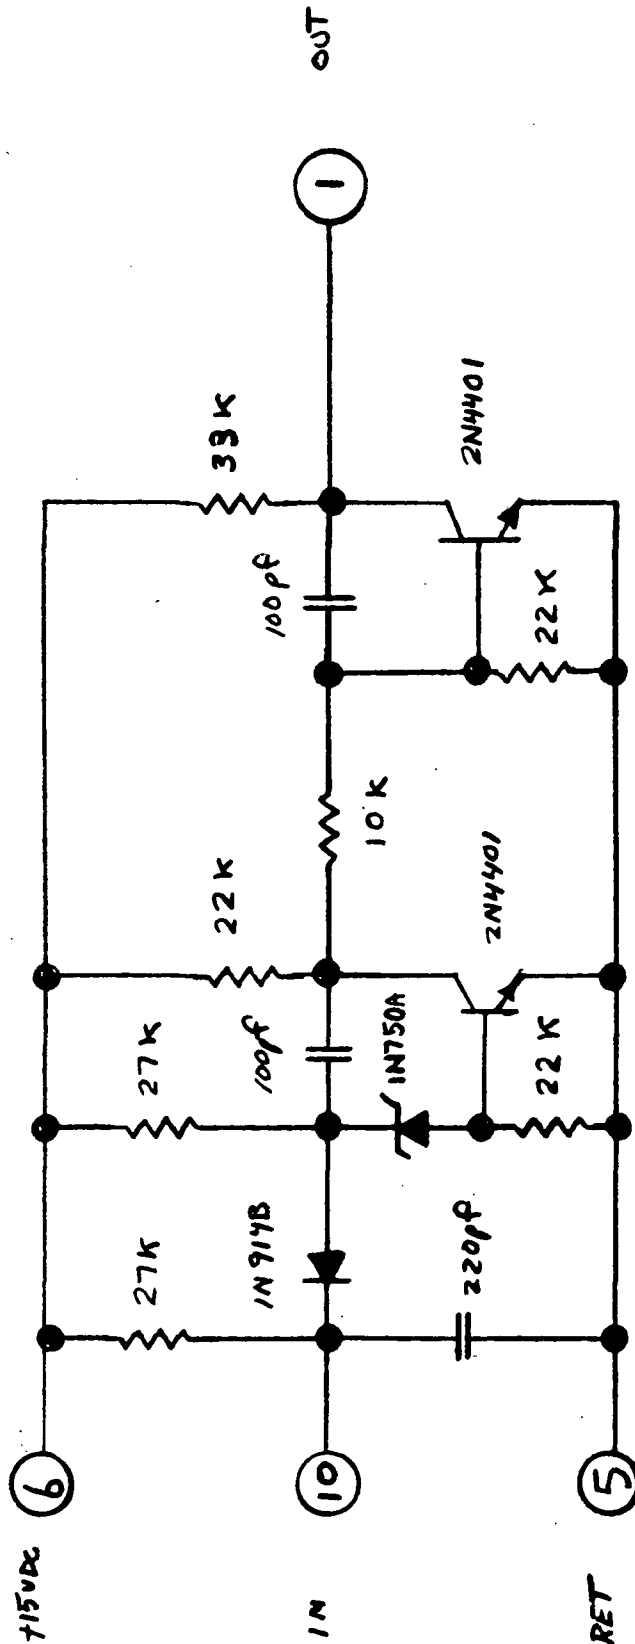 +15VDC
6
27K
27K
22K
33K
IN
10
1N914B
100pf
10K
100pf
1
OUT
1N750A
2N4401
2N4401
220pf
22K
22K
RET
5